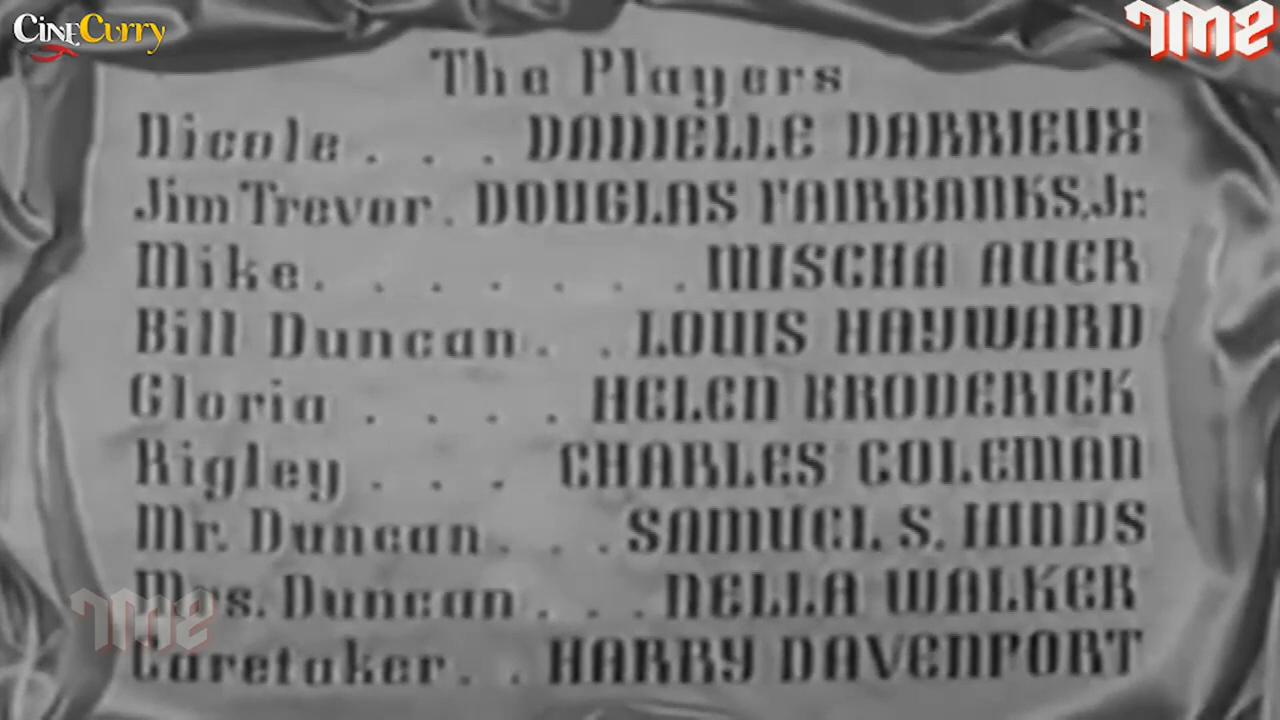 CINECURRY
The Players
Nicole . . . DANIELLE DARRIEUX
Jim Trevor . DOUGLAS FAIRBANKS, Jr.
Mike . . . . . . . MISCHA AUER
Bill Duncan . . LOUIS HAYWARD
Gloria . . . . HELEN BRODERICK
Rigley . . . CHARLES COLEMAN
Mr. Duncan . . . SAMUEL S. HINDS
Mrs. Duncan . . . NELLA WALKER
Caretaker . . HARRY DAVENPORT